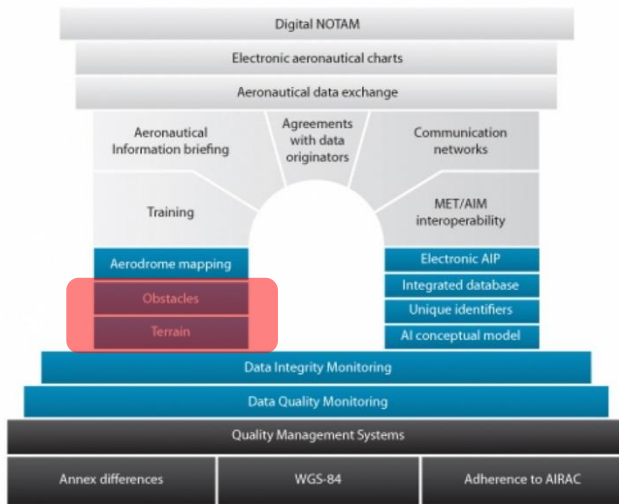 Digital NOTAM
Electronic aeronautical charts
Aeronautical data exchange
Aeronautical
Information briefing
Agreements
with data
originators
Communication
networks
Training
MET/AIM
interoperability
Aerodrome mapping
Obstacles
Terrain
Electronic AIP
Integrated database
Unique identifiers
AI conceptual model
Data Integrity Monitoring
Data Quality Monitoring
Quality Management Systems
Annex differences
WGS-84
Adherence to AIRAC